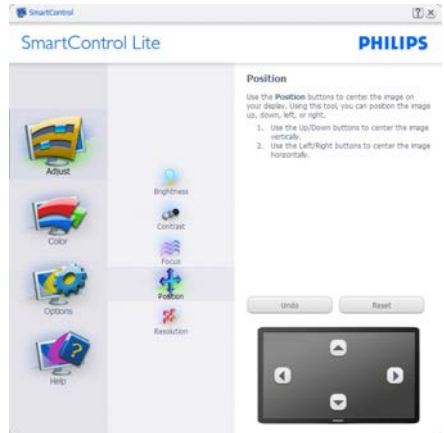 SmartControl
SmartControl Lite
PHILIPS
Adjust
Color
Options
Help
Brightness
Contrast
Focus
Position
Resolution
Position
Use the Position buttons to center the image on
your display. Using this tool, you can position the image
up, down, left, or right.
1. Use the Up/Down buttons to center the image
vertically.
2. Use the Left/Right buttons to center the image
horizontally.
Undo
Reset